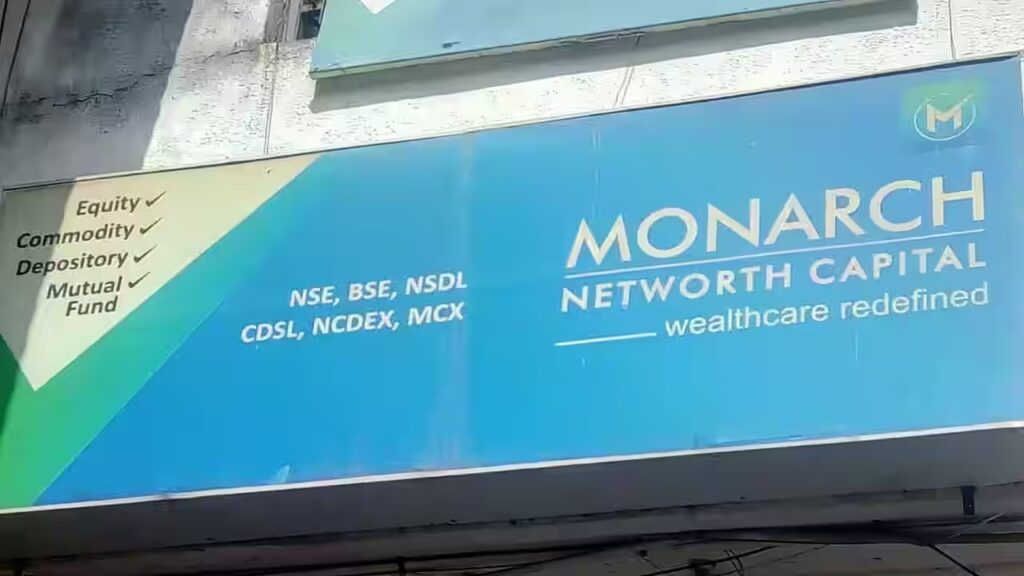 Equity ✓
Commodity ✓
Depository ✓
Mutual ✓
Fund
NSE, BSE, NSDL
CDSL, NCDEX, MCX
M
MONARCH
NETWORTH CAPITAL
wealthcare redefined